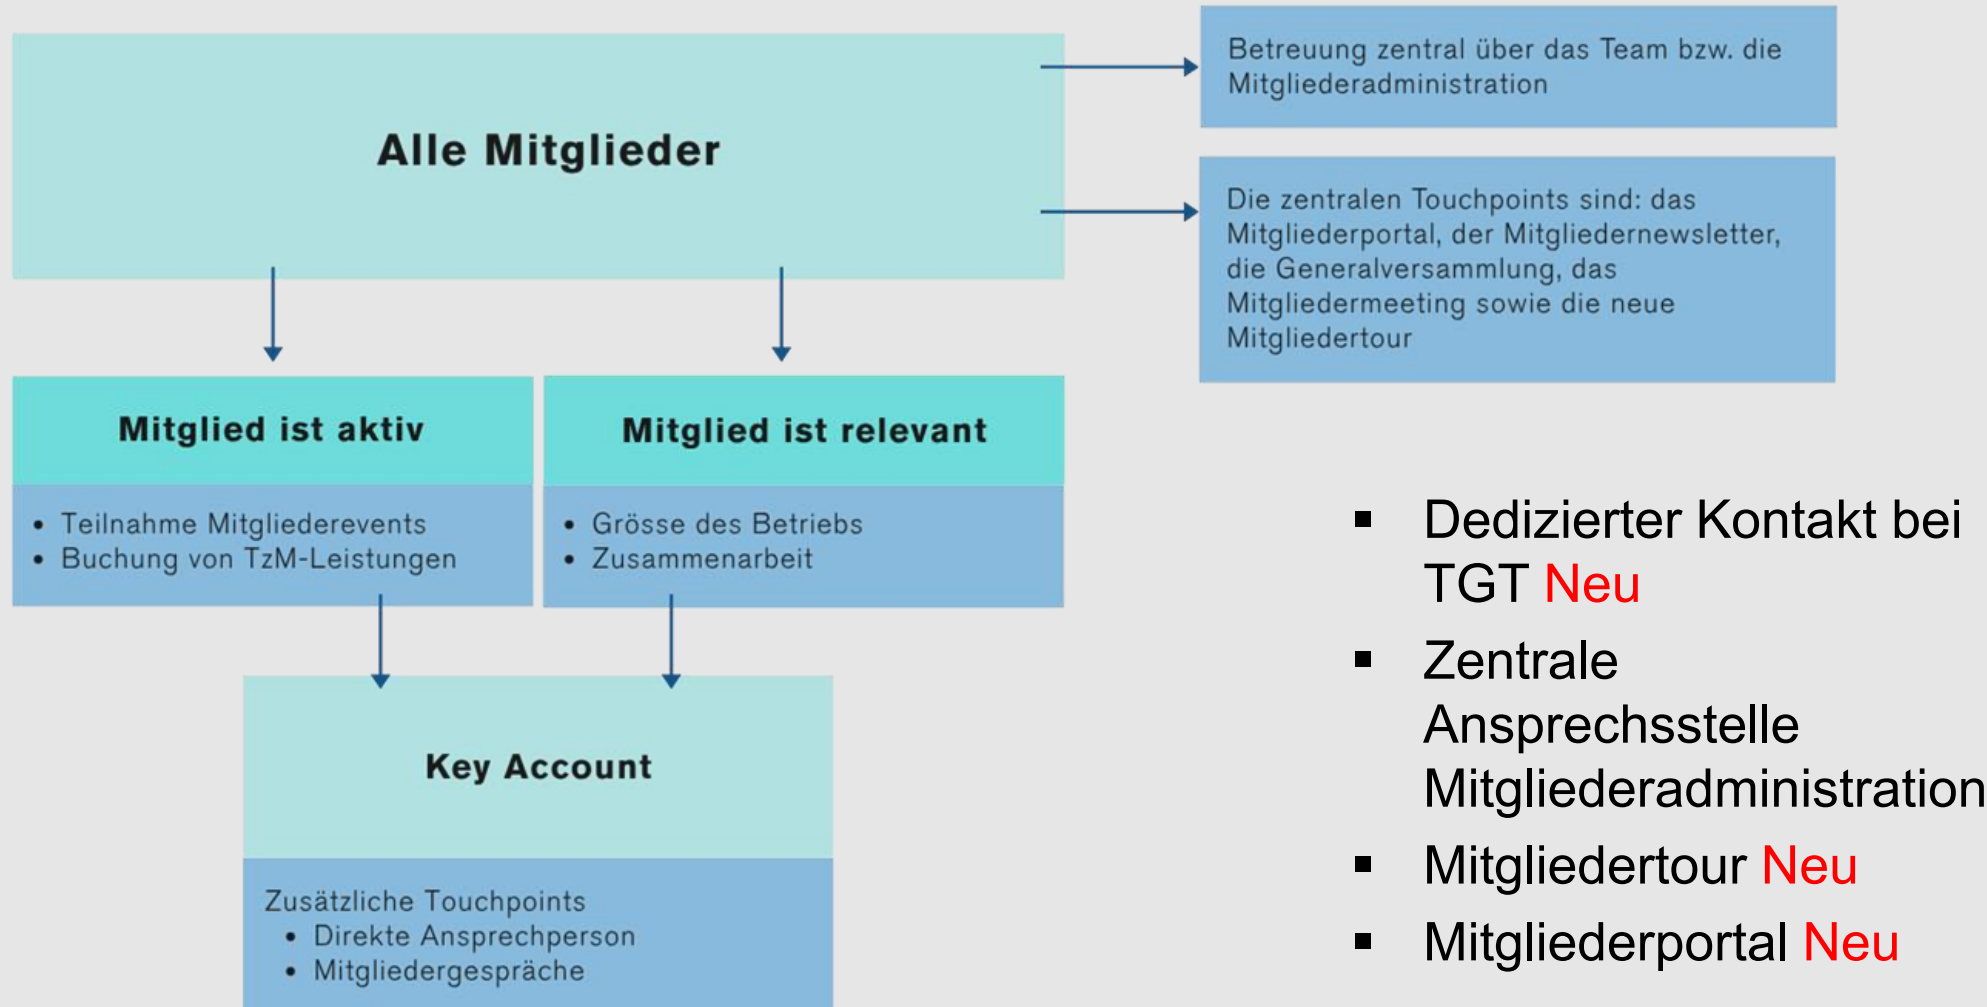 Alle Mitglieder
Betreuung zentral über das Team bzw. die
Mitgliederadministration
Die zentralen Touchpoints sind: das
Mitgliederportal, der Mitgliedernewsletter,
die Generalversammlung, das
Mitgliedermeeting sowie die neue
Mitgliedertour
Mitglied ist aktiv
• Teilnahme Mitgliederevents
• Buchung von TzM-Leistungen
Mitglied ist relevant
• Grösse des Betriebs
• Zusammenarbeit
Key Account
Zusätzliche Touchpoints
• Direkte Ansprechperson
• Mitgliedergespräche
▪ Dedizierter Kontakt bei
TGT Neu
▪ Zentrale
Ansprechsstelle
Mitgliederadministration
▪ Mitgliedertour Neu
▪ Mitgliederportal Neu